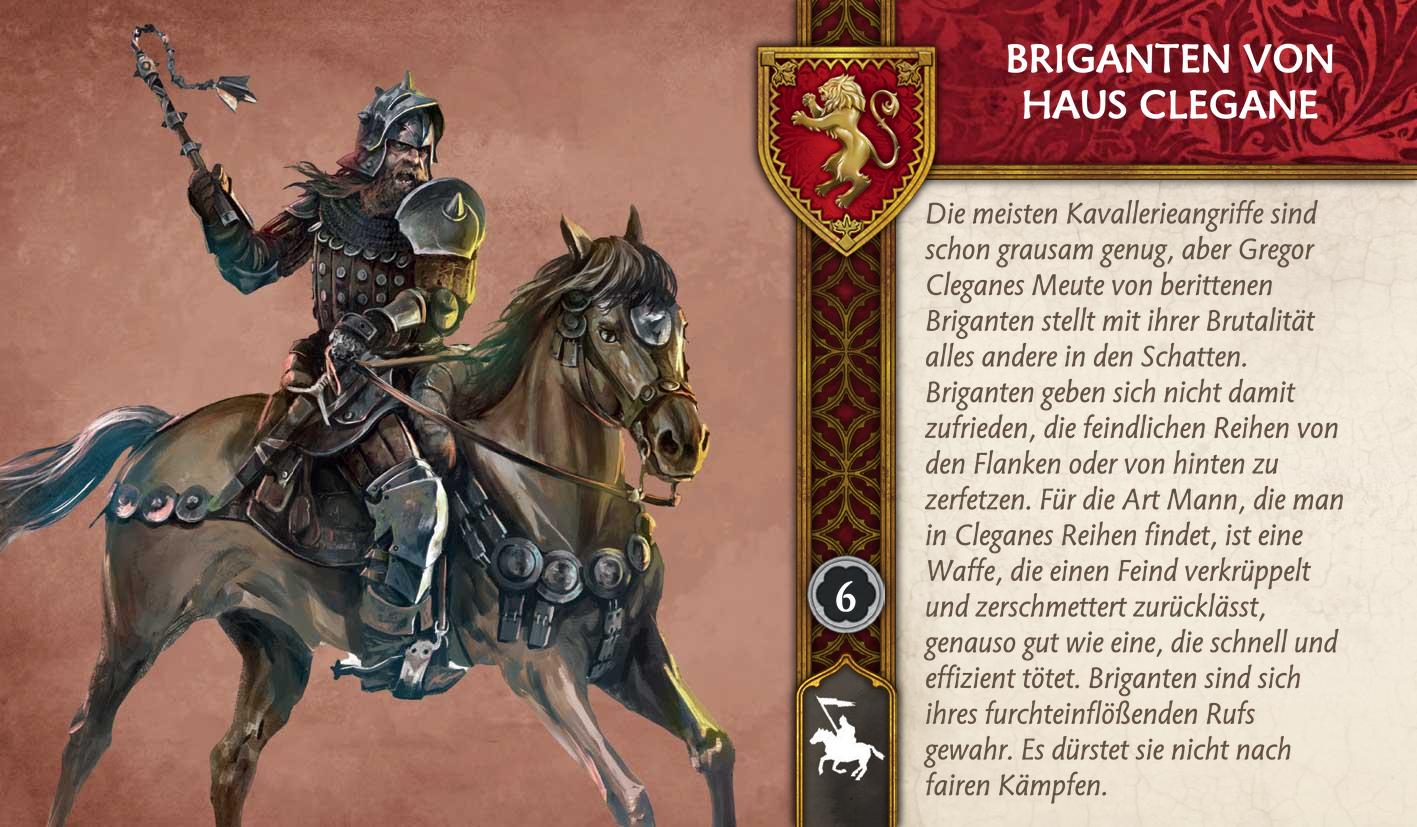 BRIGANTEN VON
HAUS CLEGANE
Die meisten Kavallerieangriffe sind
schon grausam genug, aber Gregor
Cleganes Meute von berittenen
Briganten stellt mit ihrer Brutalität
alles andere in den Schatten.
Briganten geben sich nicht damit
zufrieden, die feindlichen Reihen von
den Flanken oder von hinten zu
zerfetzen. Für die Art Mann, die man
in Cleganes Reihen findet, ist eine
Waffe, die einen Feind verkrüppelt
und zerschmettert zurücklässt,
genauso gut wie eine, die schnell und
effizient tötet. Briganten sind sich
ihres furchteinflößenden Rufs
gewahr. Es dürstet sie nicht nach
fairen Kämpfen.
6